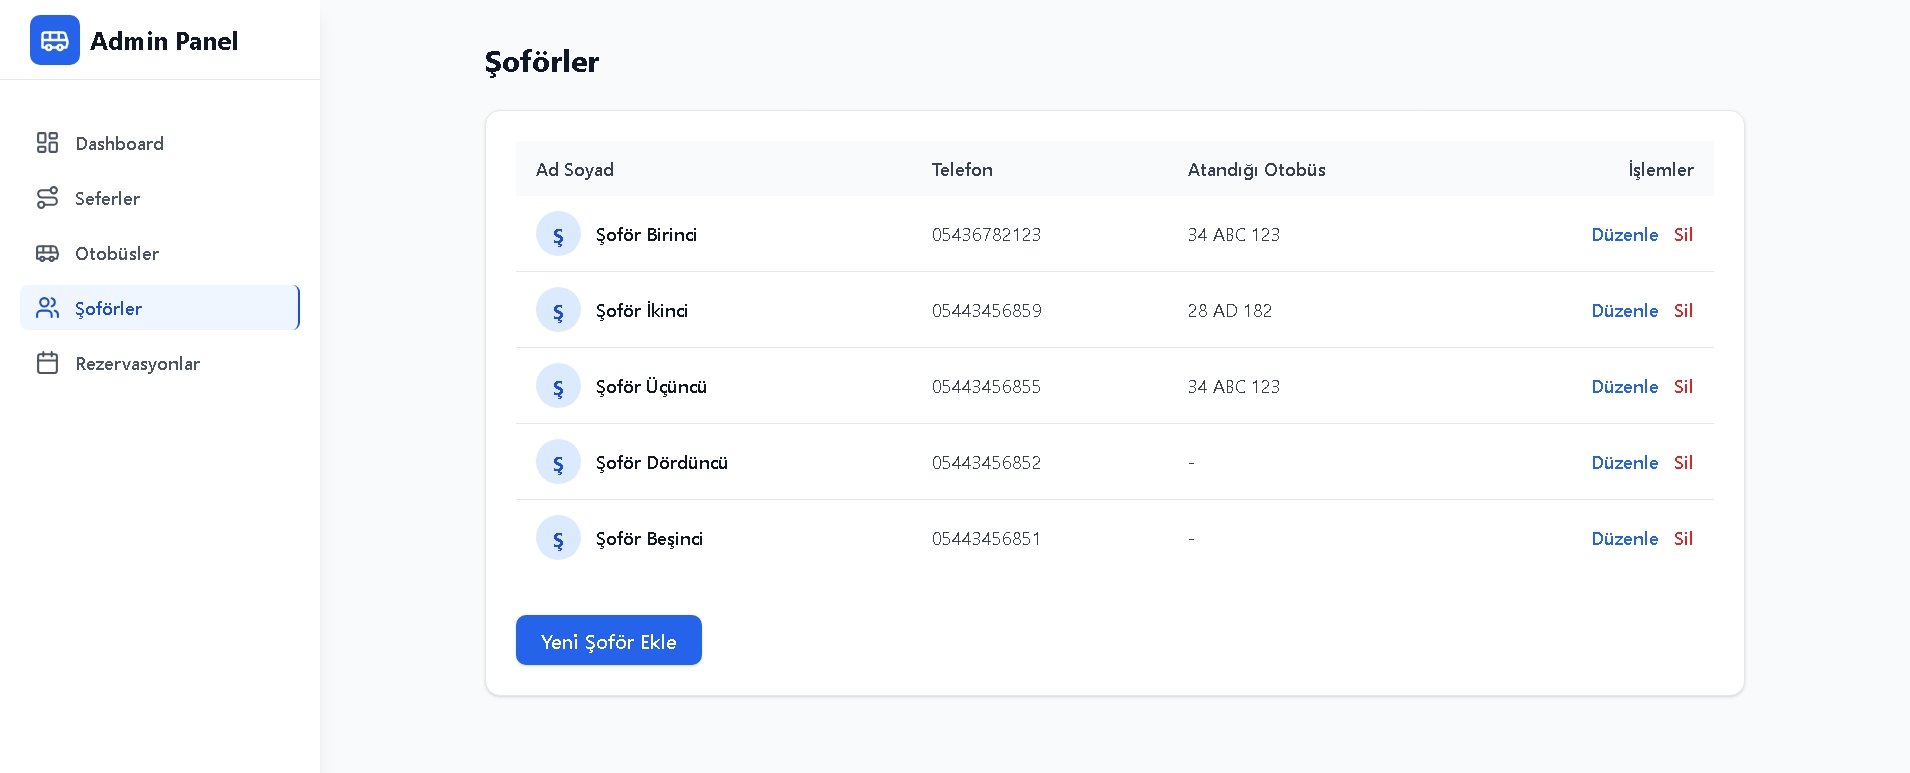 Admin Panel
Dashboard
Seferler
Otobüsler
Şoförler
Rezervasyonlar
Şoförler
Ad Soyad Telefon Atandığı Otobüs İşlemler
Ş Şoför Birinci 05436782123 34 ABC 123 Düzenle Sil
Ş Şoför İkinci 05443456859 28 AD 182 Düzenle Sil
Ş Şoför Üçüncü 05443456855 34 ABC 123 Düzenle Sil
Ş Şoför Dördüncü 05443456852 - Düzenle Sil
Ş Şoför Beşinci 05443456851 - Düzenle Sil
Yeni Şoför Ekle